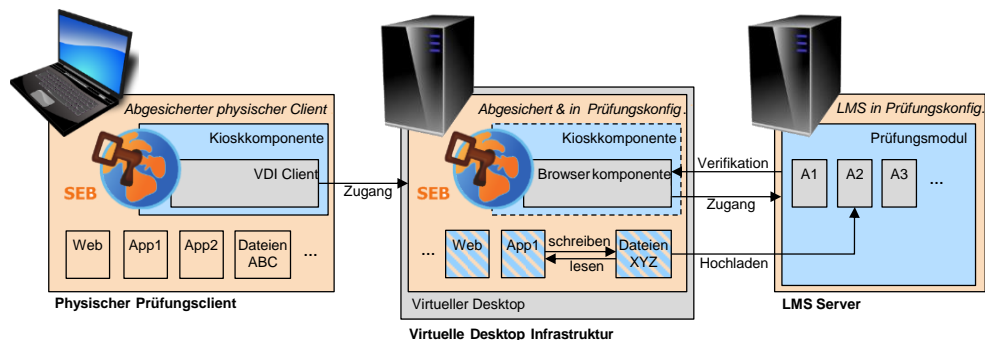 Abgesicherter physischer Client
Kioskkomponente
VDI Client
SEB
Web
App1
App2
Dateien
ABC
...
Physischer Prüfungsclient
Zugang
Abgesichert & in Prüfungskonfig.
Kioskkomponente
Browserkomponente
SEB
...
Web
App1
schreiben
lesen
Dateien
XYZ
Virtueller Desktop
Virtuelle Desktop Infrastruktur
Verifikation
Zugang
Hochladen
LMS in Prüfungskonfig.
Prüfungsmodul
A1
A2
A3
...
LMS Server